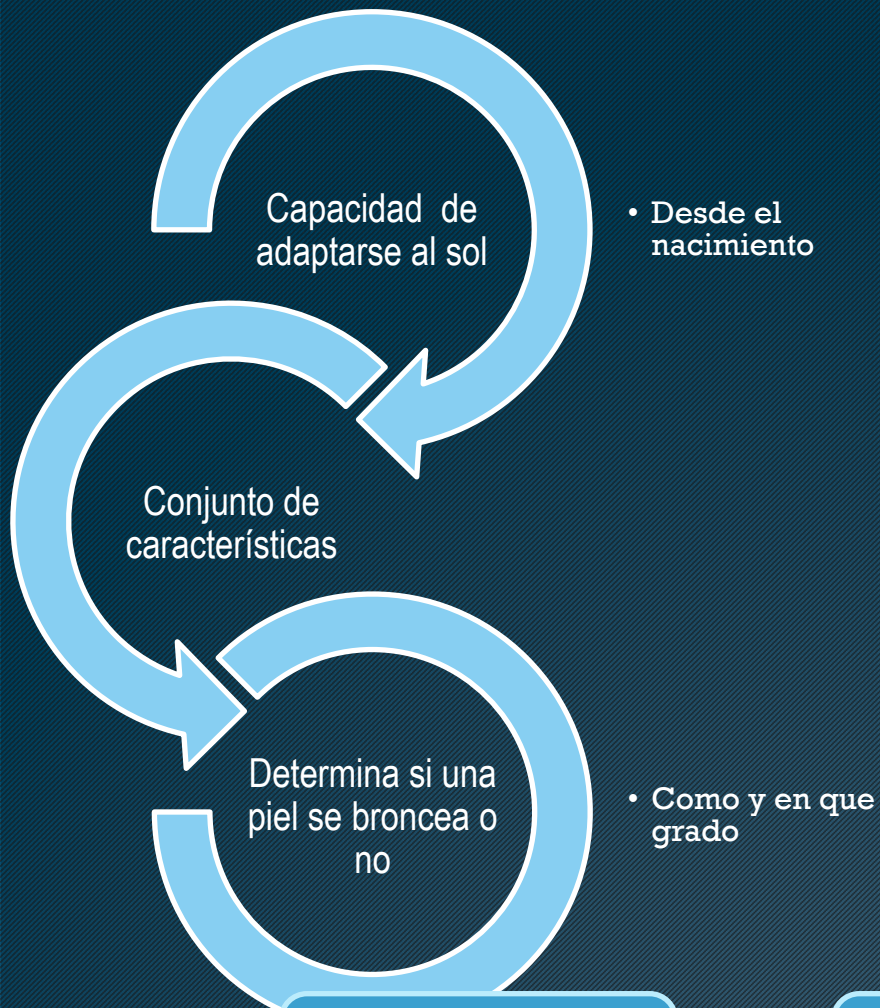 Capacidad de
adaptarse al sol
• Desde el
nacimiento
Conjunto de
características
Determina si una
piel se broncea o
no
• Como y en que
grado